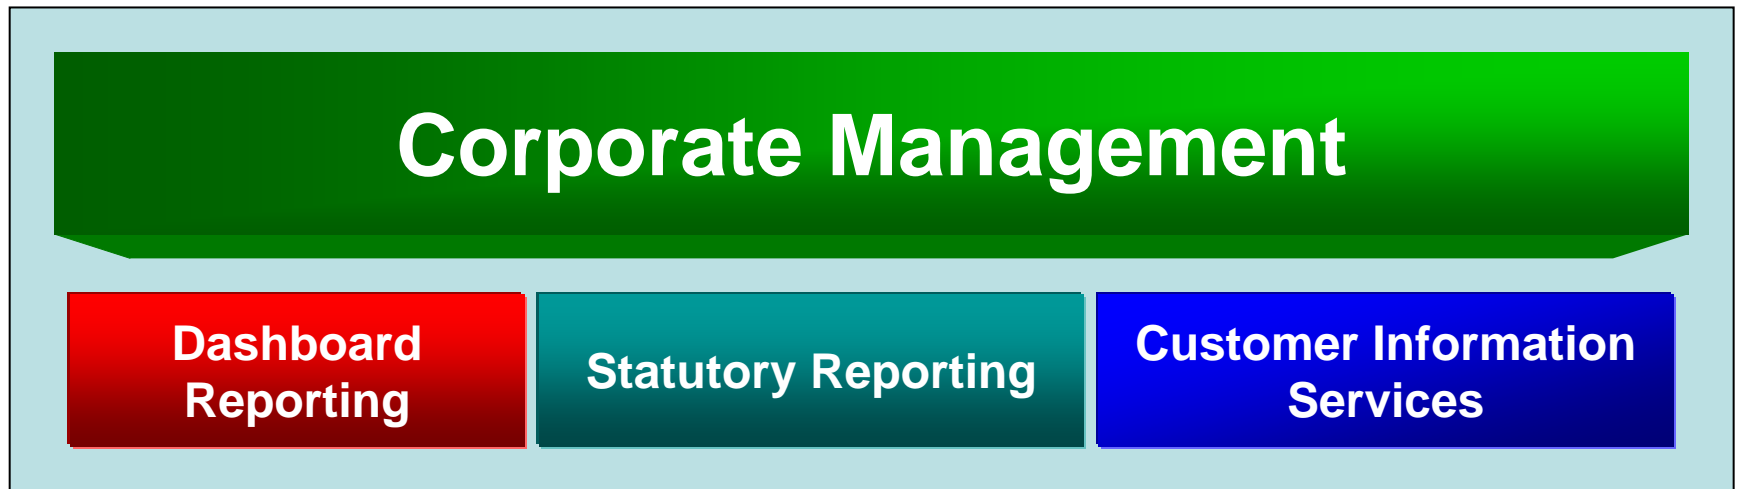 Corporate Management
Dashboard
Reporting
Statutory Reporting
Customer Information
Services